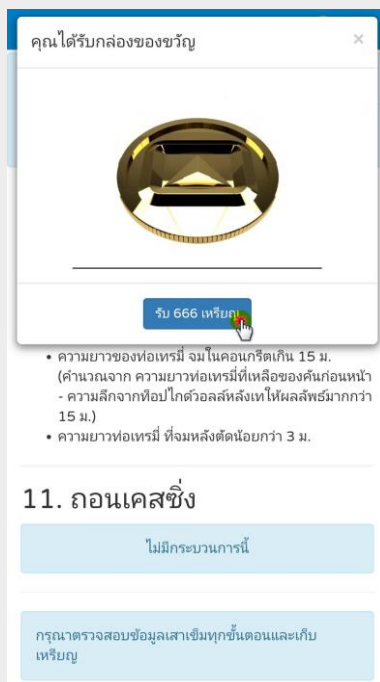 คุณได้รับกล่องของขวัญ
×
รับ 666 เหรียญ
• ความยาวของท่อเทรมี่ จมในคอนกรีตเกิน 15 ม.
(คำนวณจาก ความยาวท่อเทรมี่ที่เหลือของคันก่อนหน้า
- ความลึกจากท็อปไกด์วอลล์หลังเทให้ผลลัพธ์มากกว่า
15 ม.)
• ความยาวท่อเทรมี่ ที่จมหลังตัดน้อยกว่า 3 ม.
11. ถอนเคสซิ่ง
ไม่มีกระบวนการนี้
กรุณาตรวจสอบข้อมูลเสาเข็มทุกขั้นตอนและเก็บ
เหรียญ